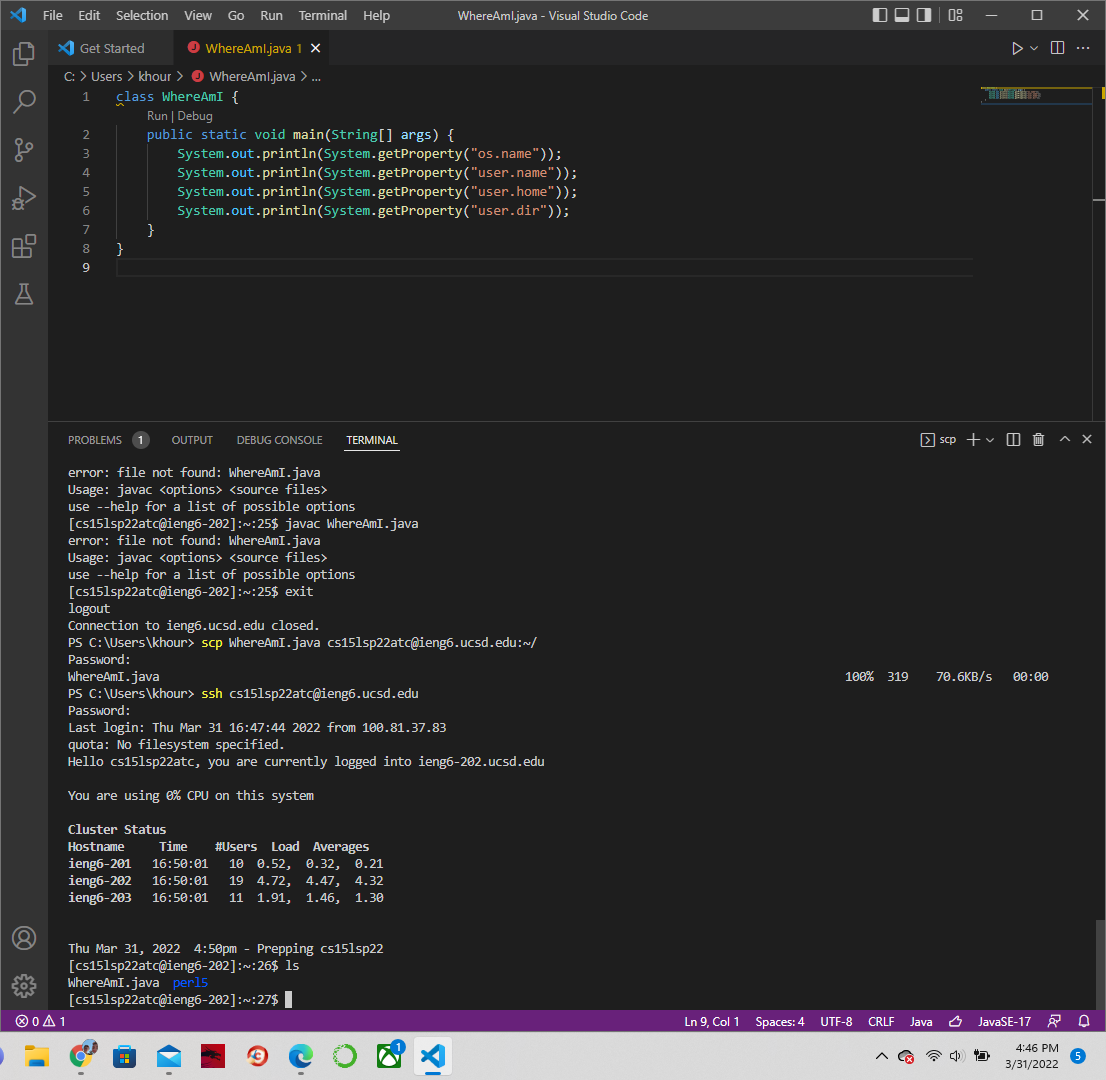 File Edit Selection View Go Run Terminal Help WhereAmI.java - Visual Studio Code
Get Started WhereAmI.java 1
C: > Users > khour > WhereAmI.java > ...
1 class WhereAmI {
Run | Debug
2 public static void main(String[] args) {
3 System.out.println(System.getProperty("os.name"));
4 System.out.println(System.getProperty("user.name"));
5 System.out.println(System.getProperty("user.home"));
6 System.out.println(System.getProperty("user.dir"));
7 }
8 }
9
PROBLEMS 1 OUTPUT DEBUG CONSOLE TERMINAL scp
error: file not found: WhereAmI.java
Usage: javac <options> <source files>
use --help for a list of possible options
[cs15lsp22atc@ieng6-202]:~:25$ javac WhereAmI.java
error: file not found: WhereAmI.java
Usage: javac <options> <source files>
use --help for a list of possible options
[cs15lsp22atc@ieng6-202]:~:25$ exit
logout
Connection to ieng6.ucsd.edu closed.
PS C:\Users\khour> scp WhereAmI.java cs15lsp22atc@ieng6.ucsd.edu:~/
Password:
WhereAmI.java 100% 319 70.6KB/s 00:00
PS C:\Users\khour> ssh cs15lsp22atc@ieng6.ucsd.edu
Password:
Last login: Thu Mar 31 16:47:44 2022 from 100.81.37.83
quota: No filesystem specified.
Hello cs15lsp22atc, you are currently logged into ieng6-202.ucsd.edu
You are using 0% CPU on this system
Cluster Status
Hostname Time #Users Load Averages
ieng6-201 16:50:01 10 0.52, 0.32, 0.21
ieng6-202 16:50:01 19 4.72, 4.47, 4.32
ieng6-203 16:50:01 11 1.91, 1.46, 1.30
Thu Mar 31, 2022 4:50pm - Prepping cs15lsp22
[cs15lsp22atc@ieng6-202]:~:26$ ls
WhereAmI.java perl5
[cs15lsp22atc@ieng6-202]:~:27$
0 1 Ln 9, Col 1 Spaces: 4 UTF-8 CRLF Java JavaSE-17
1 4:46 PM
3/31/2022 5